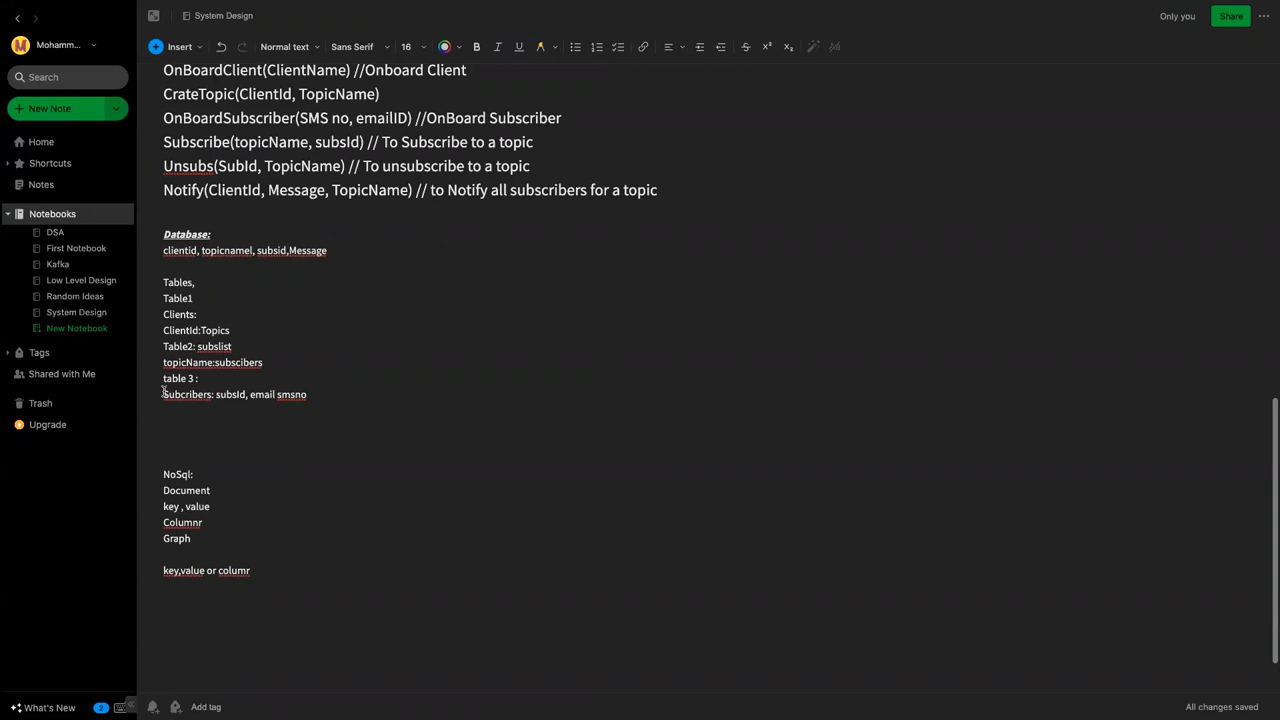 System Design
Only you
Share
Mohamm...
Insert
Normal text
Sans Serif
16
B
I
U
A
S
x²
x₂
Search
New Note
Home
Shortcuts
Notes
Notebooks
DSA
First Notebook
Kafka
Low Level Design
Random Ideas
System Design
New Notebook
Tags
Shared with Me
Trash
Upgrade
What's New
2
OnBoardClient(ClientName) //Onboard Client
CrateTopic(ClientId, TopicName)
OnBoardSubscriber(SMS no, emailID) //OnBoard Subscriber
Subscribe(topicName, subsId) // To Subscribe to a topic
Unsubs(SubId, TopicName) // To unsubscribe to a topic
Notify(ClientId, Message, TopicName) // to Notify all subscribers for a topic
Database:
clientid, topicnamel, subsid,Message
Tables,
Table1
Clients:
ClientId:Topics
Table2: subslist
topicName:subscibers
table 3 :
Subcribers: subsId, email smsno
NoSql:
Document
key , value
Columnr
Graph
key,value or columr
Add tag
All changes saved